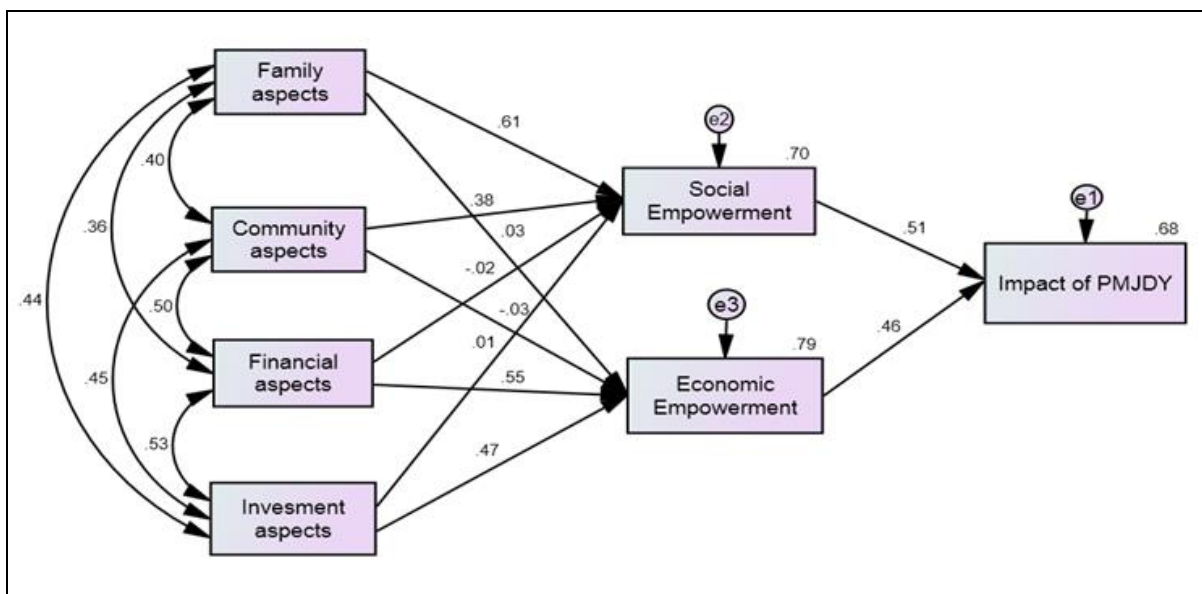 Family
aspects
.61
e2
.70
.40
.38
Social
Empowerment
e1
.36
Community
aspects
.03
.51
.68
-.02
Impact of PMJDY
.44
.50
-.03
e3
.01
.79
.46
.45
Financial
aspects
.55
Economic
Empowerment
.53
.47
Invesment
aspects